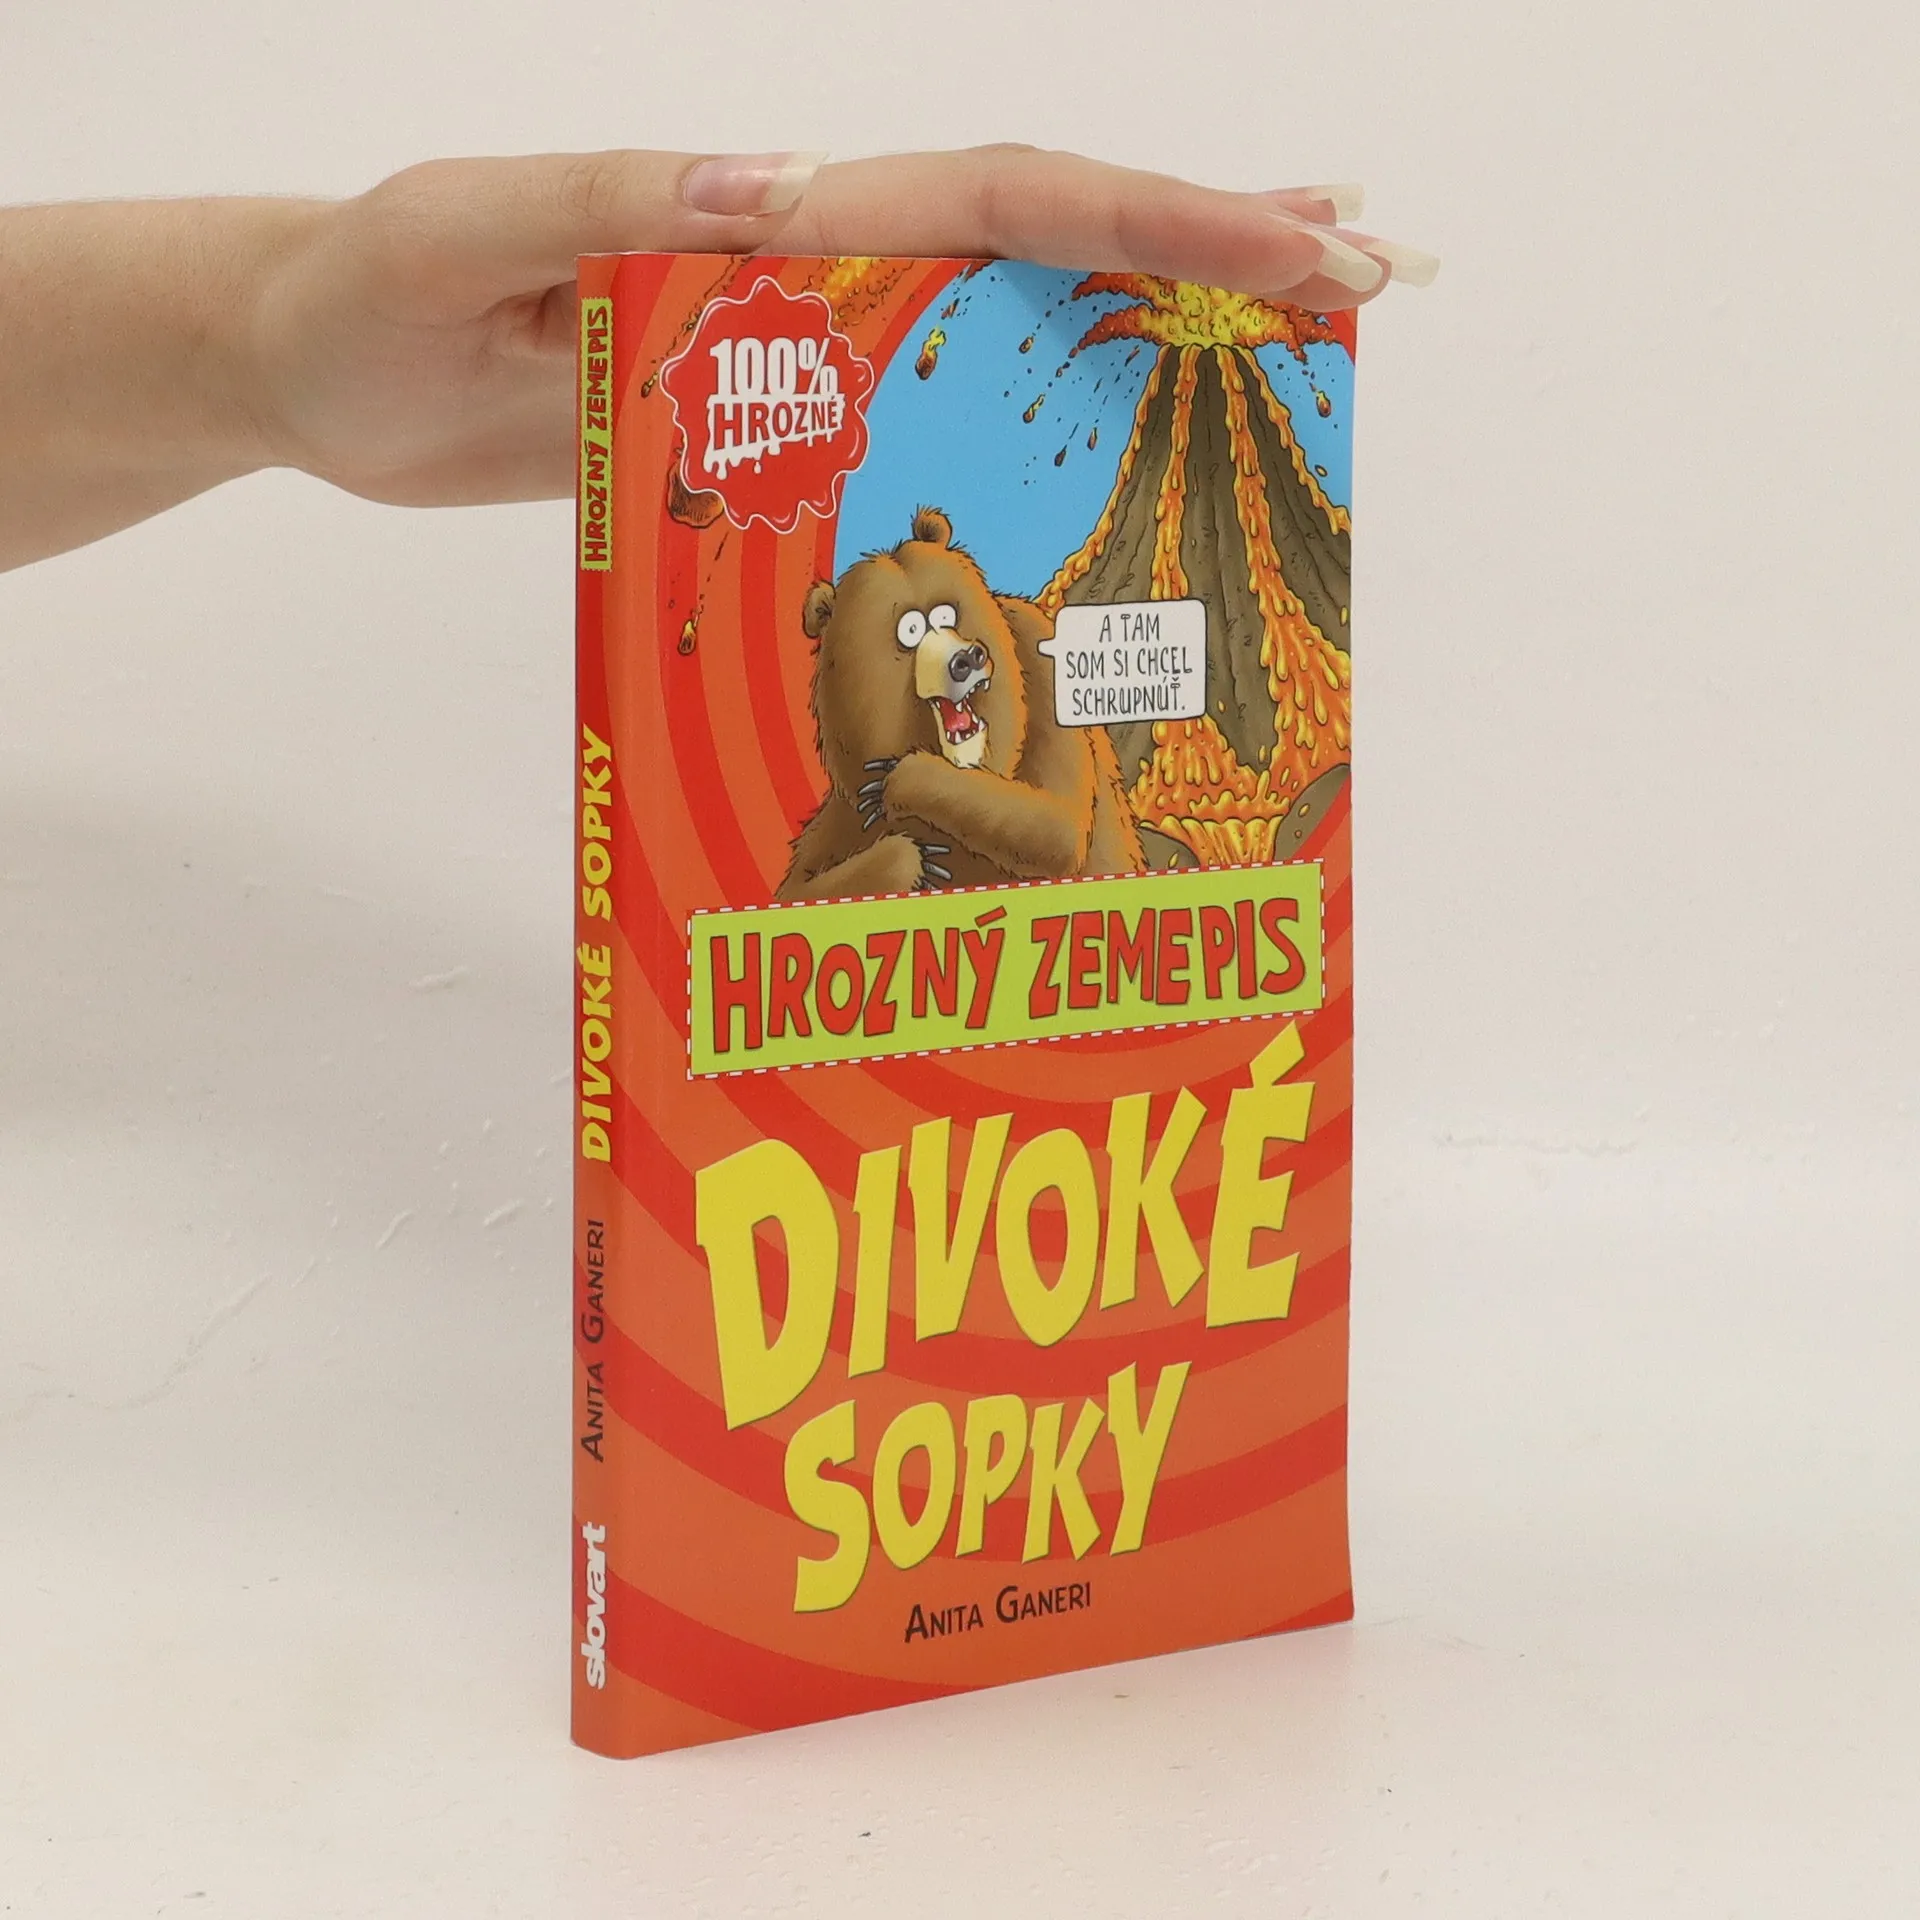 HROZNÝ ZEMEPIS
DIVOKÉ SOPKY
ANITA GANERI
slovart
100%
HROZNÉ
A TAM
SOM SI CHCEL
SCHRUPNÚŤ.
HROZNÝ ZEMEPIS
DIVOKÉ
SOPKY
ANITA GANERI